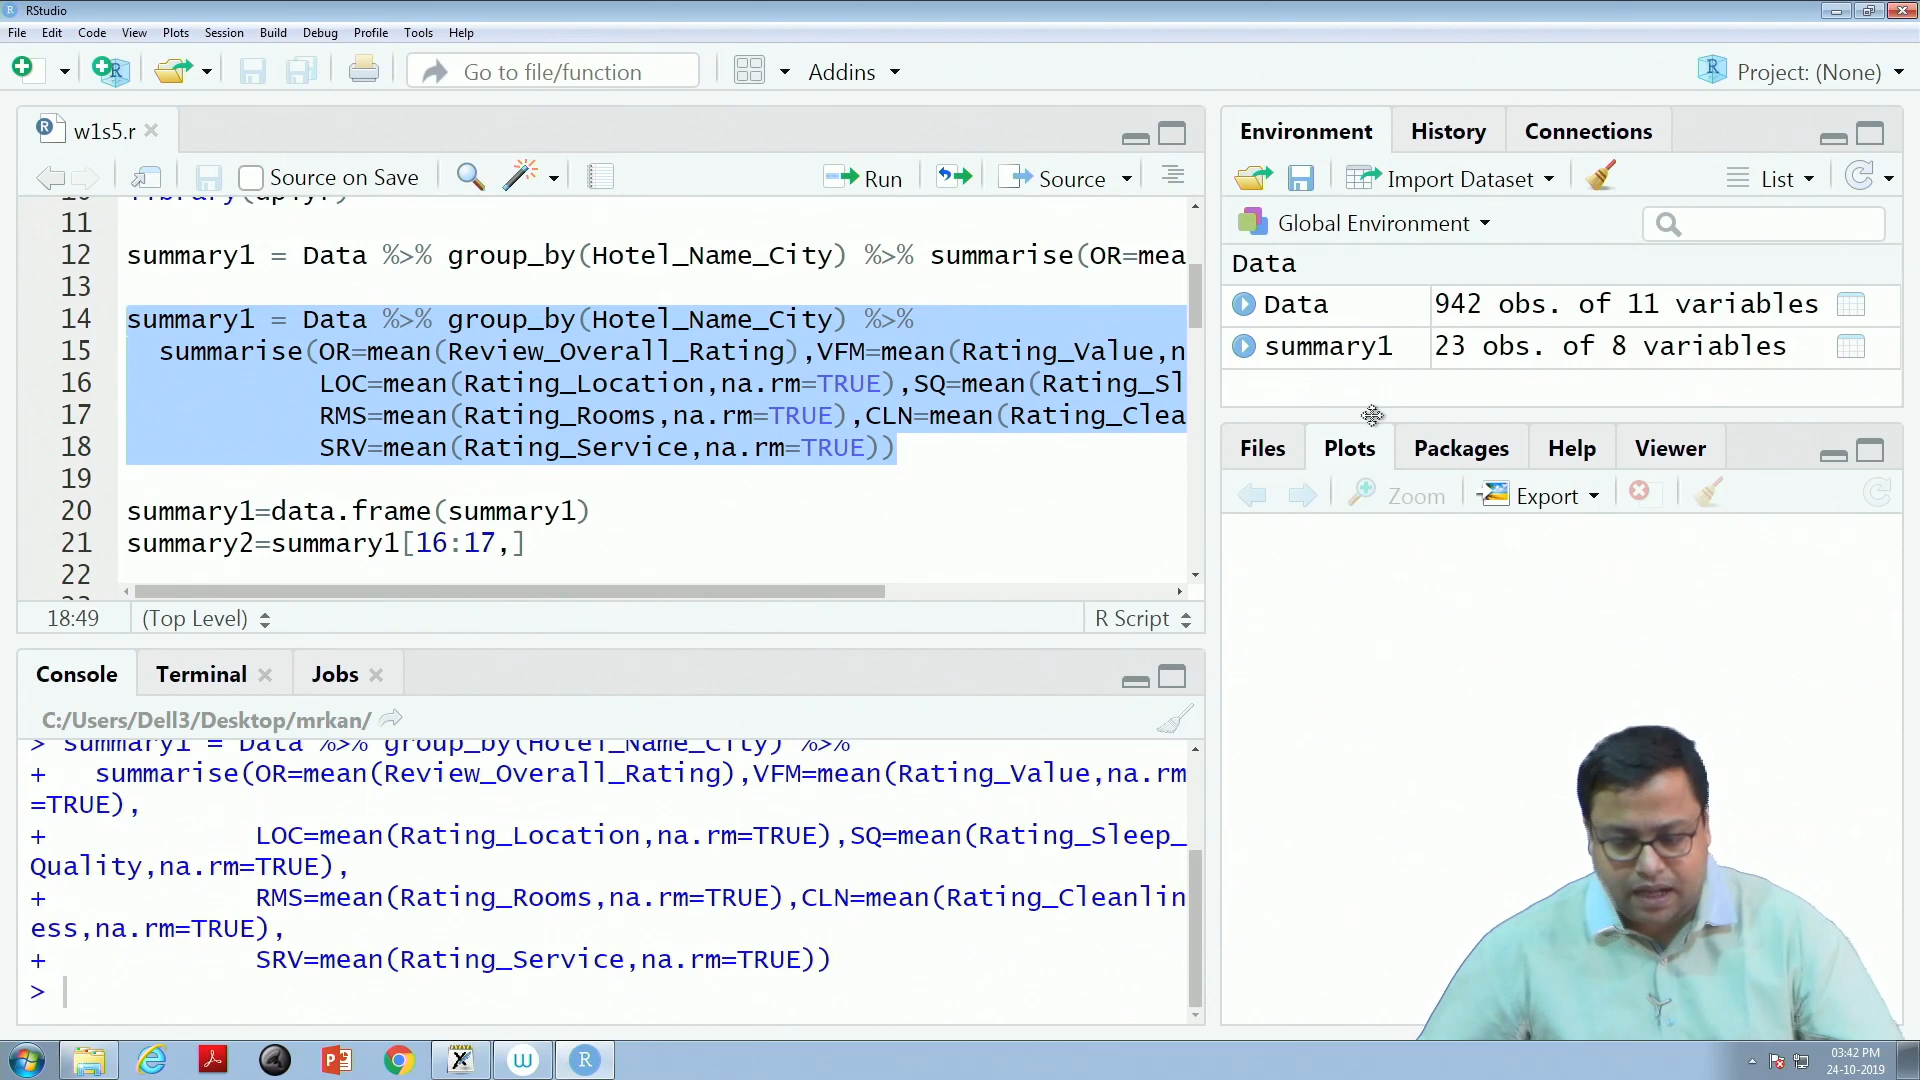 RStudio
File Edit Code View Plots Session Build Debug Profile Tools Help
Go to file/function Addins Project: (None)
w1s5.r
Source on Save Run Source
11
12 summary1 = Data %>% group_by(Hotel_Name_City) %>% summarise(OR=mea
13
14 summary1 = Data %>% group_by(Hotel_Name_City) %>%
15 summarise(OR=mean(Review_Overall_Rating),VFM=mean(Rating_Value,n
16 LOC=mean(Rating_Location,na.rm=TRUE),SQ=mean(Rating_Sl
17 RMS=mean(Rating_Rooms,na.rm=TRUE),CLN=mean(Rating_Clea
18 SRV=mean(Rating_Service,na.rm=TRUE))
19
20 summary1=data.frame(summary1)
21 summary2=summary1[16:17,]
22
18:49 (Top Level) R Script
Console Terminal Jobs
C:/Users/Dell3/Desktop/mrkan/
> summary1 = Data %>% group_by(Hotel_Name_City) %>%
+ summarise(OR=mean(Review_Overall_Rating),VFM=mean(Rating_Value,na.rm
=TRUE),
+ LOC=mean(Rating_Location,na.rm=TRUE),SQ=mean(Rating_Sleep_
Quality,na.rm=TRUE),
+ RMS=mean(Rating_Rooms,na.rm=TRUE),CLN=mean(Rating_Cleanlin
ess,na.rm=TRUE),
+ SRV=mean(Rating_Service,na.rm=TRUE))
>
Environment History Connections
Import Dataset List
Global Environment
Data
Data 942 obs. of 11 variables
summary1 23 obs. of 8 variables
Files Plots Packages Help Viewer
Zoom Export
03:42 PM
24-10-2019